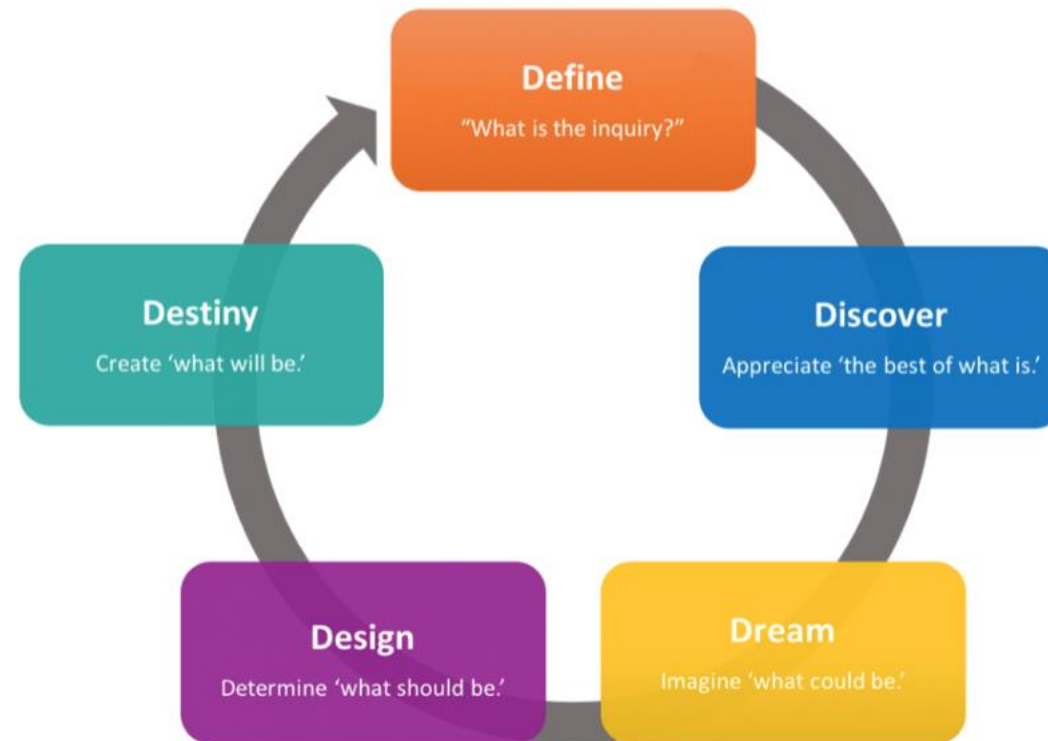 Define
“What is the inquiry?”
Discover
Appreciate ‘the best of what is.’
Dream
Imagine ‘what could be.’
Design
Determine ‘what should be.’
Destiny
Create ‘what will be.’